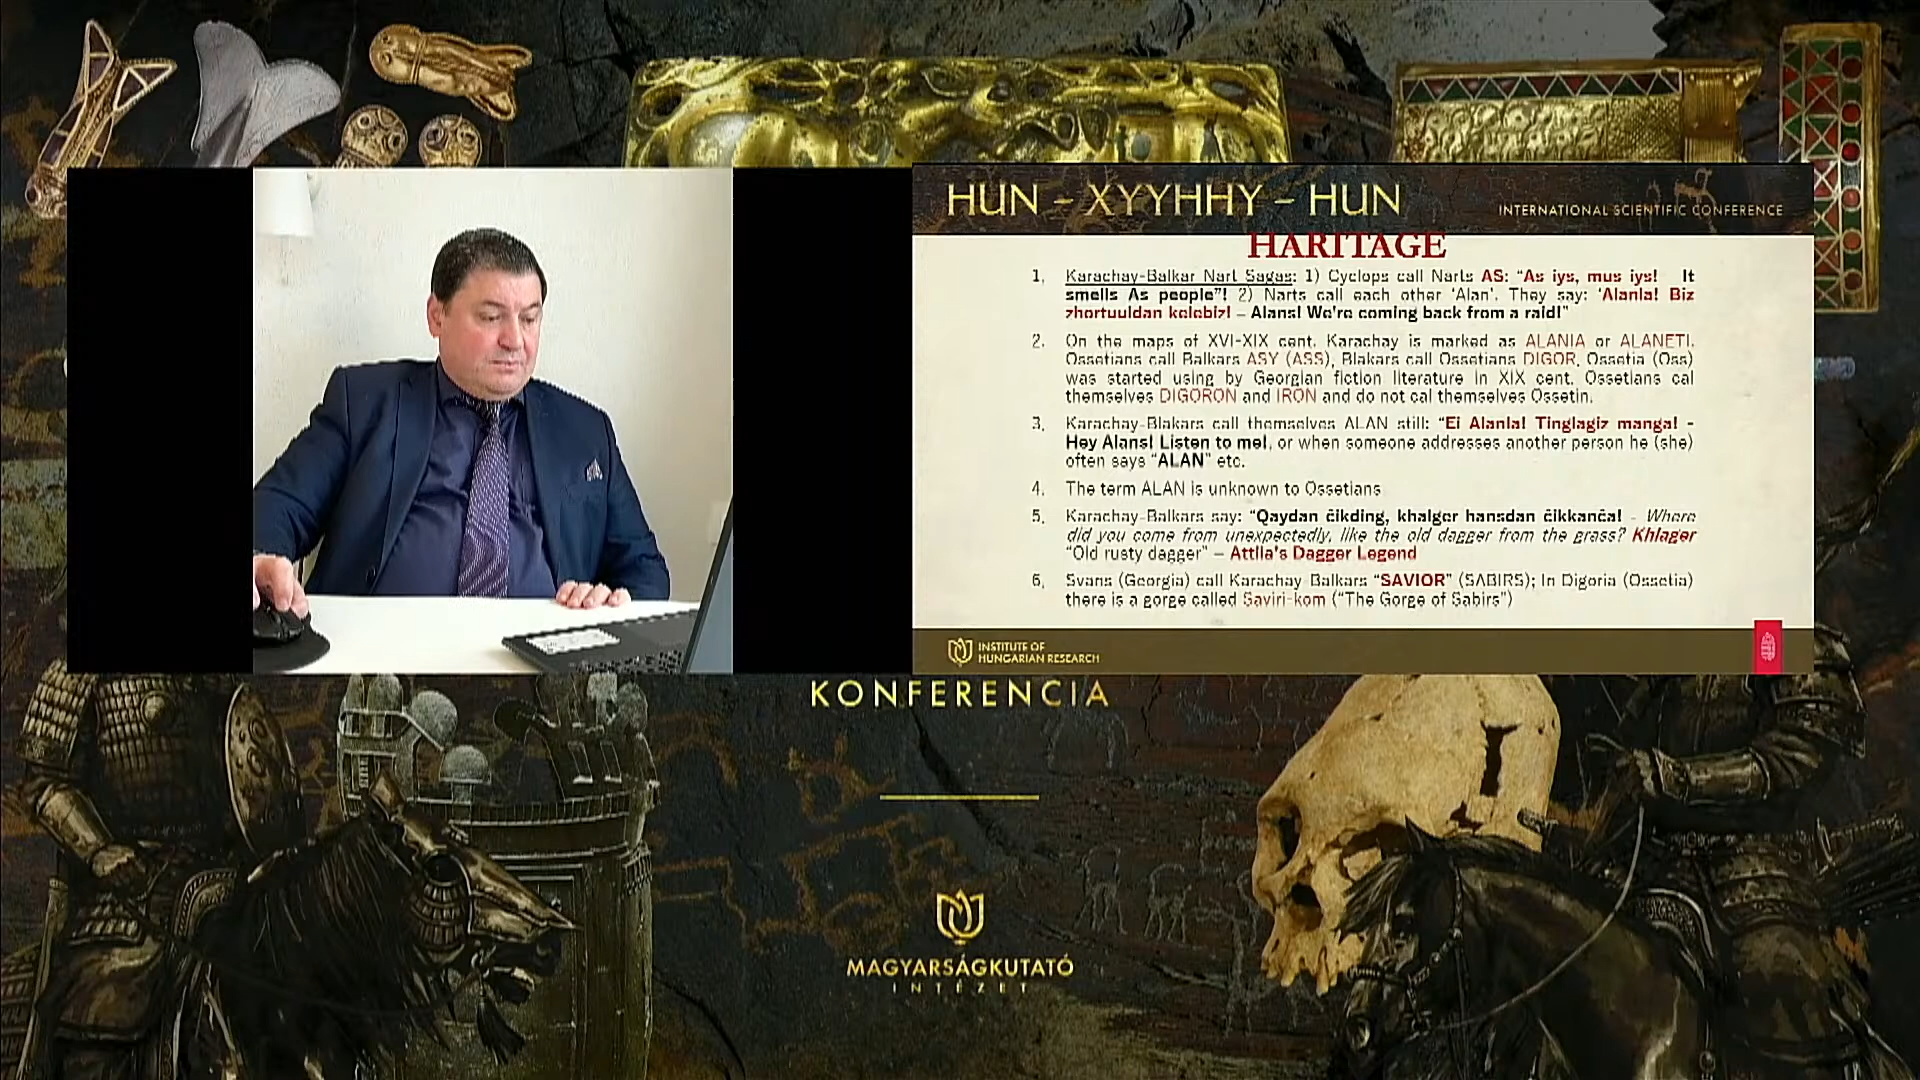 HUN - ХУУННУ - HUN
INTERNATIONAL SCIENTIFIC CONFERENCE
HARITAGE
1. Karachay-Balkar Nart Sagas: 1) Cyclops call Narts AS: “As iys, mus iys! It
smells As people”! 2) Narts call each other ‘Alan’. They say: ‘Alanla! Biz
zhortuuldan kelebiz! – Alans! We're coming back from a raid!”
2. On the maps of XVI-XIX cent. Karachay is marked as ALANIA or ALANETI.
Ossetians call Balkars ASY (ASS), Blakars call Ossetians DIGOR. Ossetia (Oss)
was started using by Georgian fiction literature in XIX cent. Ossetians cal
themselves DIGORON and IRON and do not cal themselves Ossetin.
3. Karachay-Blakars call themselves ALAN still: “Ei Alanla! Tinglagiz manga! -
Hey Alans! Listen to me!, or when someone addresses another person he (she)
often says “ALAN” etc.
4. The term ALAN is unknown to Ossetians
5. Karachay-Balkars say: “Qaydan čikding, khalger hansdan čikkanča! - Where
did you come from unexpectedly, like the old dagger from the grass? Khlager
“Old rusty dagger” – Attila's Dagger Legend
6. Svans (Georgia) call Karachay-Balkars “SAVIOR” (SABIRS); In Digoria (Ossetia)
there is a gorge called Saviri-kom (“The Gorge of Sabirs”)
INSTITUTE OF
HUNGARIAN RESEARCH
KONFERENCIA
MAGYARSÁGKUTATÓ
INTÉZET